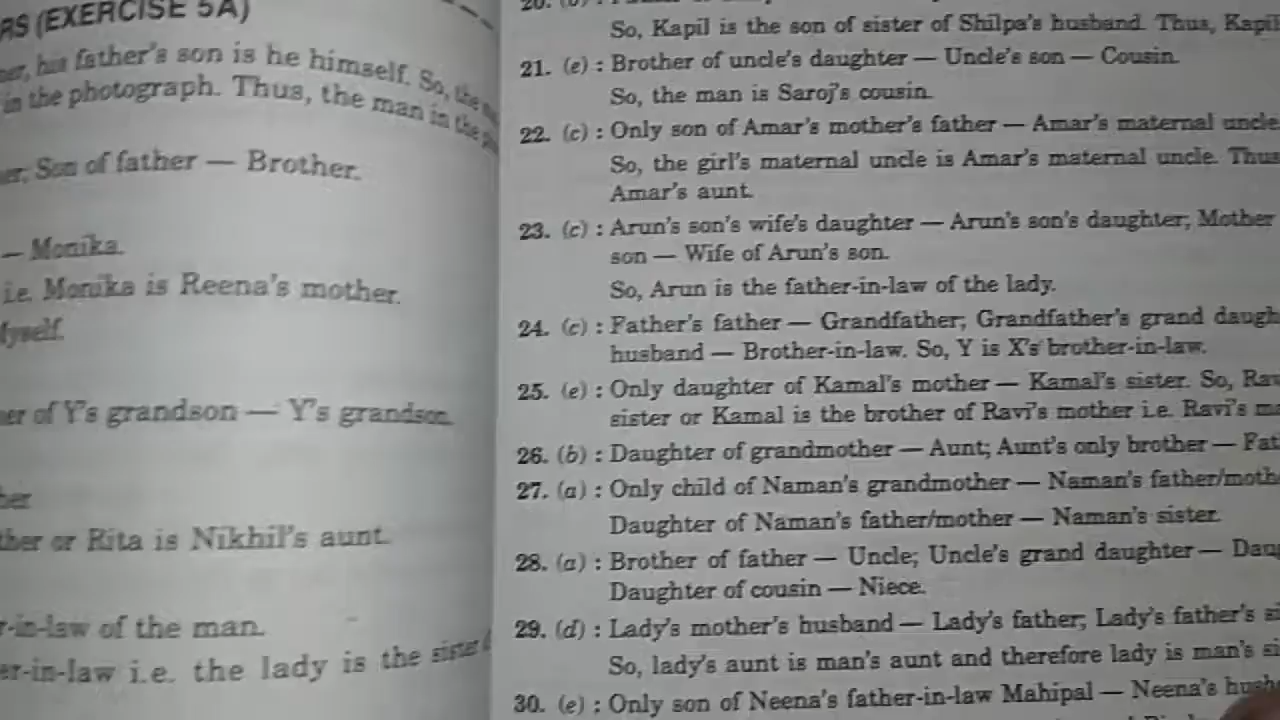 RS (EXERCISE 5A)
his father's son is he himself. So, the
in the photograph. Thus, the man in the
Son of father — Brother.
— Monika.
i.e. Monika is Reena's mother.
Myself.
of Y's grandson — Y's grandson.
or Rita is Nikhil's aunt.
in-law of the man.
in-law i.e. the lady is the sister
So, Kapil is the son of sister of Shilpa's husband. Thus, Kapil
21. (e) : Brother of uncle's daughter — Uncle's son — Cousin.
So, the man is Saroj's cousin.
22. (c) : Only son of Amar's mother's father — Amar's maternal uncle
So, the girl's maternal uncle is Amar's maternal uncle. Thus
Amar's aunt.
23. (c) : Arun's son's wife's daughter — Arun's son's daughter; Mother
son — Wife of Arun's son.
So, Arun is the father-in-law of the lady.
24. (c) : Father's father — Grandfather; Grandfather's grand daugh
husband — Brother-in-law. So, Y is X's brother-in-law.
25. (e) : Only daughter of Kamal's mother — Kamal's sister. So, Rav
sister or Kamal is the brother of Ravi's mother i.e. Ravi's m
26. (b) : Daughter of grandmother — Aunt; Aunt's only brother — Fat
27. (a) : Only child of Naman's grandmother — Naman's father/moth
Daughter of Naman's father/mother — Naman's sister.
28. (a) : Brother of father — Uncle; Uncle's grand daughter — Dau
Daughter of cousin — Niece.
29. (d) : Lady's mother's husband — Lady's father; Lady's father's si
So, lady's aunt is man's aunt and therefore lady is man's si
30. (e) : Only son of Neena's father-in-law Mahipal — Neena's husb